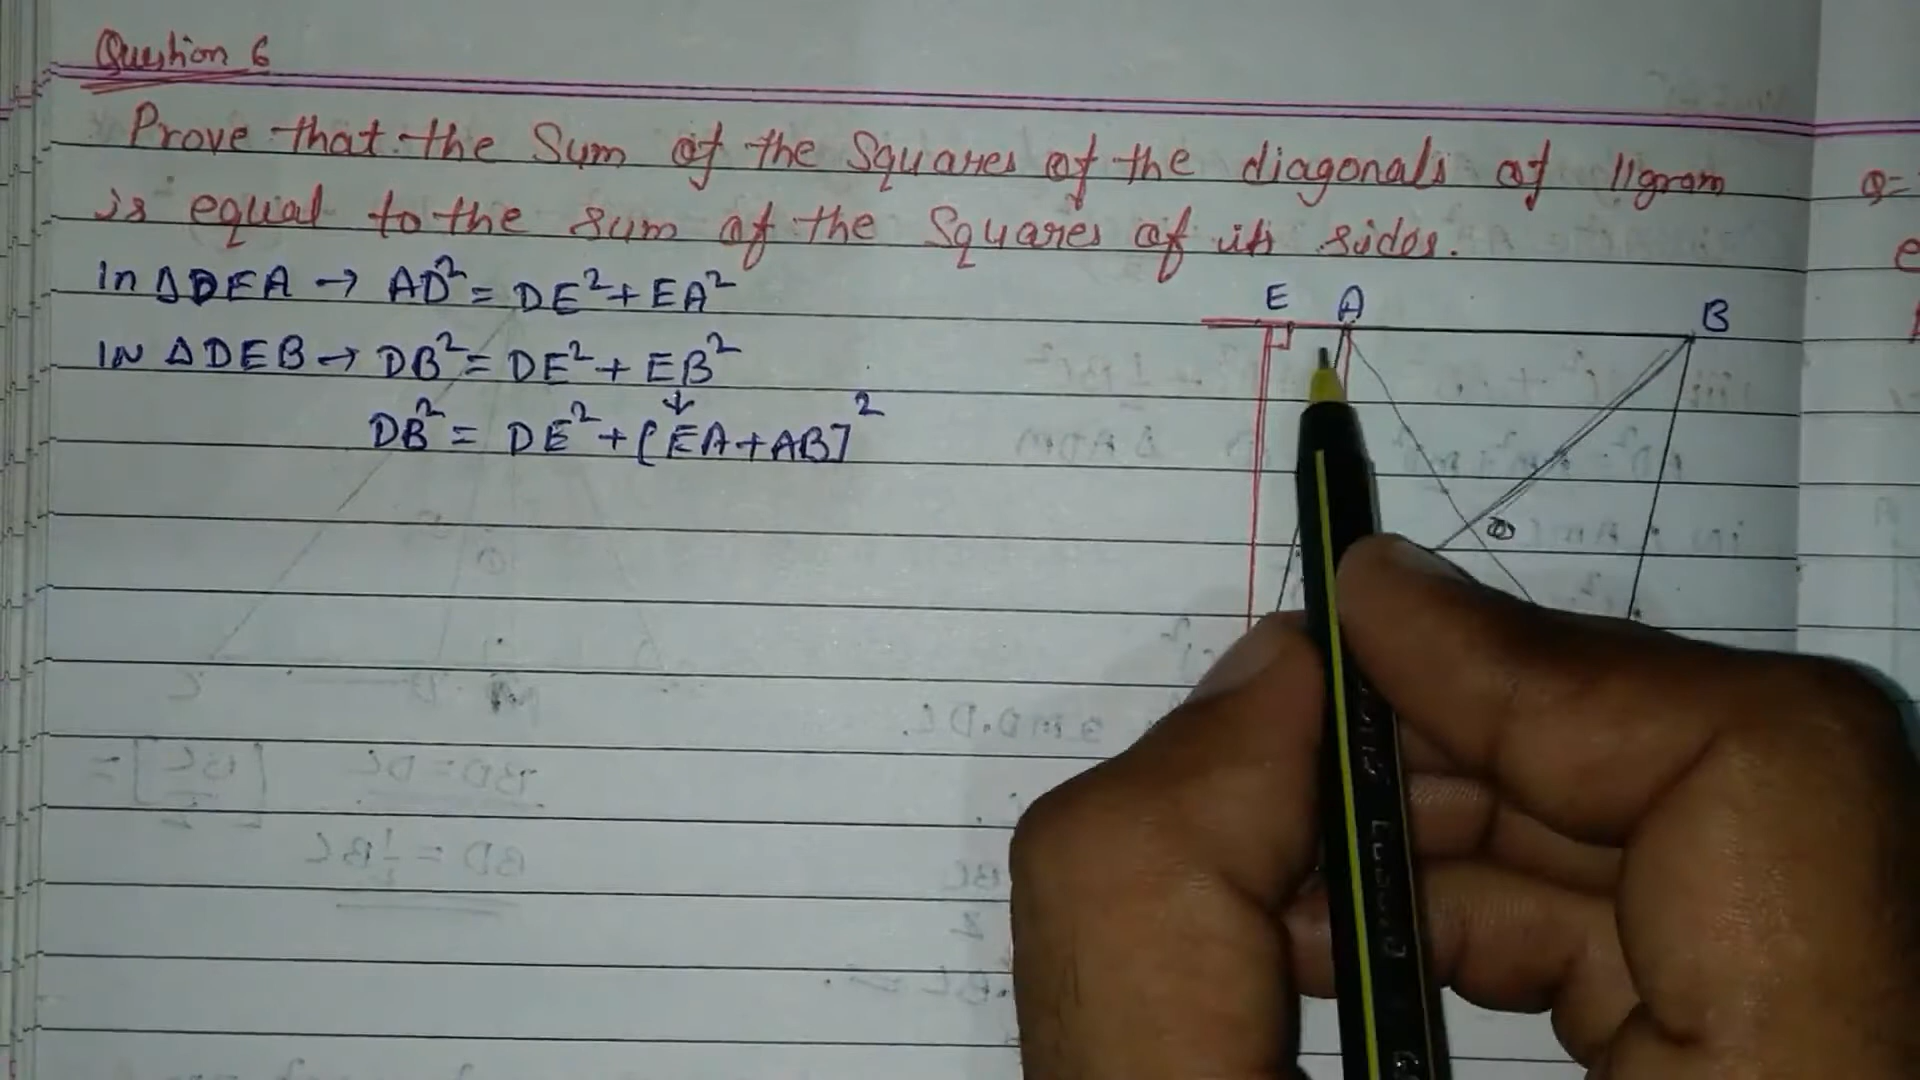 Question 6
Prove that the Sum of the Squares of the diagonals of llgram
is equal to the sum of the Squares of its sides.
In ΔDEA → AD² = DE² + EA²
IN ΔDEB → DB² = DE² + EB²
↓
DB² = DE² + [EA + AB]²
E A B
O
Q=
e